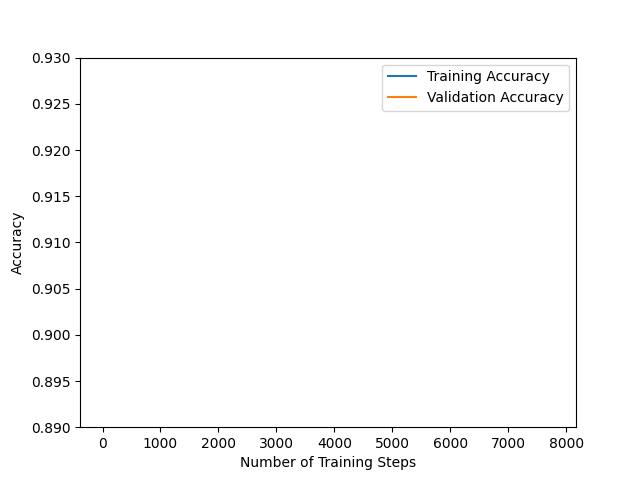 0.930
0.925
0.920
0.915
0.910
0.905
0.900
0.895
0.890
Accuracy
Training Accuracy
Validation Accuracy
0 1000 2000 3000 4000 5000 6000 7000 8000
Number of Training Steps